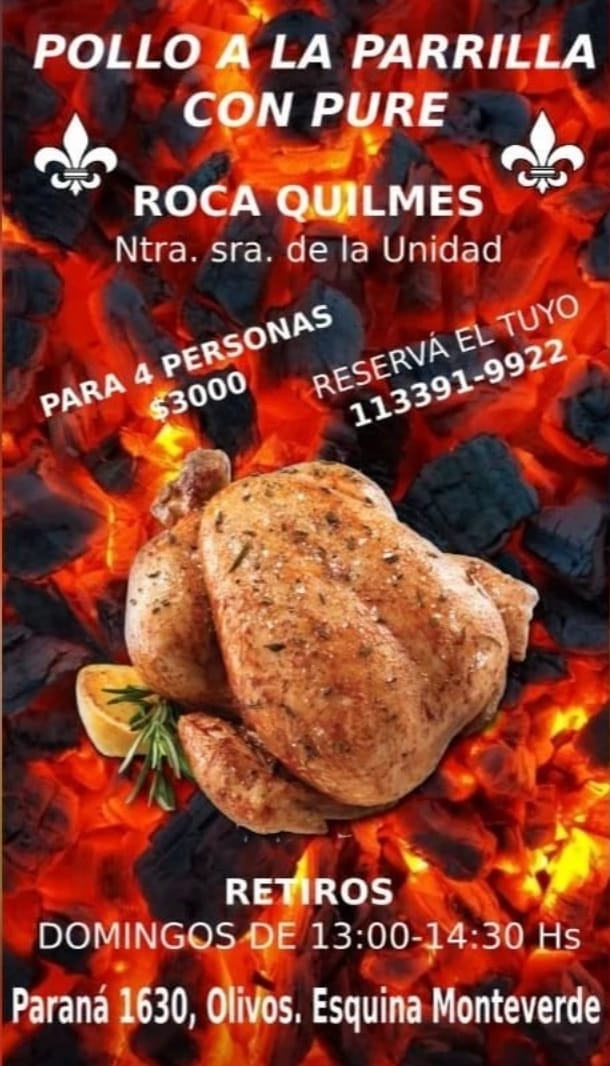 POLLO A LA PARRILLA
CON PURE
ROCA QUILMES
Ntra. sra. de la Unidad
PARA 4 PERSONAS
$3000
RESERVÁ EL TUYO
113391-9922
RETIROS
DOMINGOS DE 13:00-14:30 Hs
Paraná 1630, Olivos. Esquina Monteverde